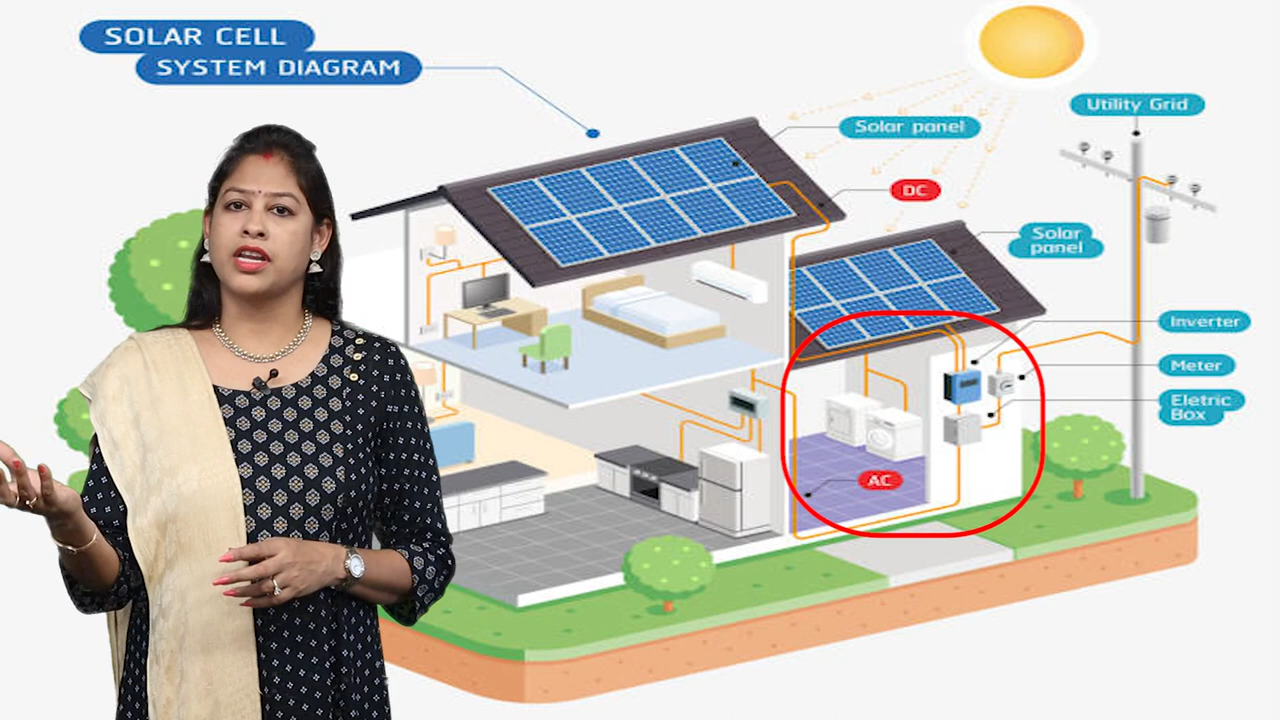 SOLAR CELL
SYSTEM DIAGRAM
Utility Grid
Solar panel
DC
Solar
panel
Inverter
Meter
Eletric
Box
AC